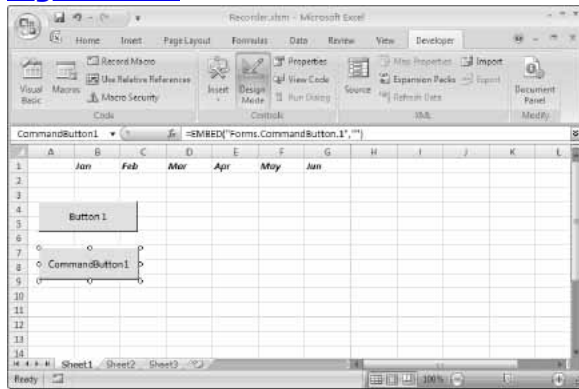 Recorder.xlsm - Microsoft Excel
Home Insert Page Layout Formulas Data Review View Developer
Visual Basic
Macros
Record Macro
Use Relative References
Macro Security
Code
Insert
Design Mode
Properties
View Code
Run Dialog
Controls
Source
Map Properties
Expansion Packs
Refresh Data
Import
Export
XML
Document Panel
Modify
CommandButton1 fx =EMBED("Forms.CommandButton.1","")
A B C D E F G H I J K L
1 Jan Feb Mar Apr May Jun
2
3
4
Button 1
5
6
7
CommandButton1
8
9
10
11
12
13
14
Sheet1 Sheet2 Sheet3
Ready 100%